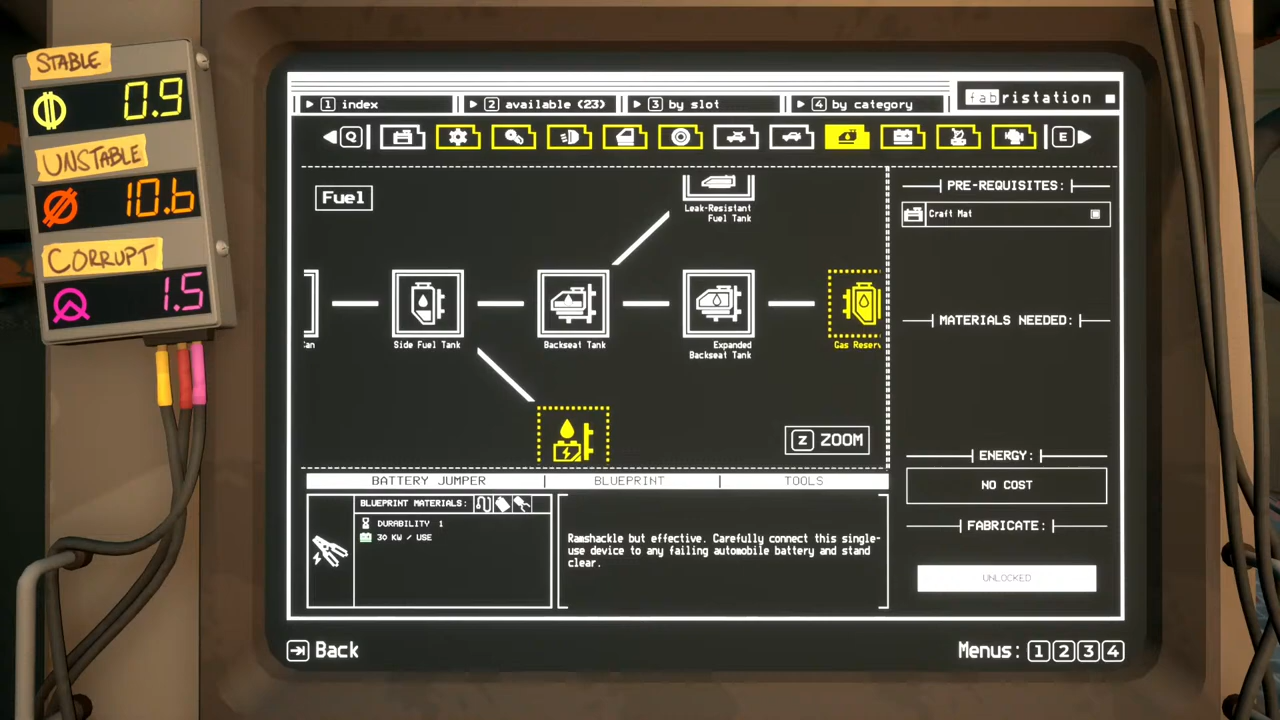 STABLE
0.9
UNSTABLE
10.6
CORRUPT
1.5
1 index
2 available (23)
3 by slot
4 by category
fabristation
Q
E
Fuel
Leak-Resistant
Fuel Tank
Side Fuel Tank
Backseat Tank
Expanded
Backseat Tank
Gas Reserv
Z ZOOM
PRE-REQUISITES:
Craft Mat
MATERIALS NEEDED:
ENERGY:
NO COST
FABRICATE:
UNLOCKED
BATTERY JUMPER
BLUEPRINT
TOOLS
BLUEPRINT MATERIALS:
DURABILITY 1
30 KW / USE
Ramshackle but effective. Carefully connect this single-
use device to any failing automobile battery and stand
clear.
Back
Menus: 1 2 3 4